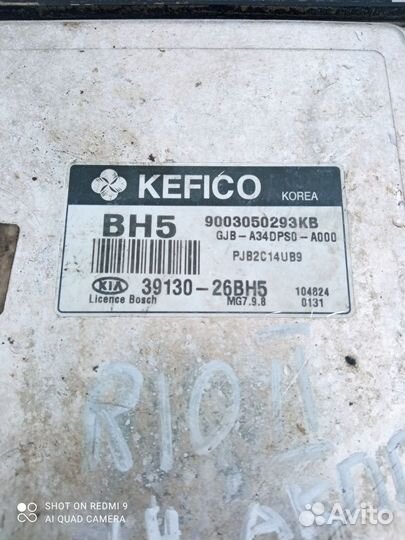 KEFICO KOREA
BH5 9003050293KB
GJB-A34DPS0-A000
PJB2C14UB9
KIA 39130-26BH5 104824
Licence Bosch MG7.9.8 0131
RIO
SHOT ON REDMI 9
AI QUAD CAMERA
Avito